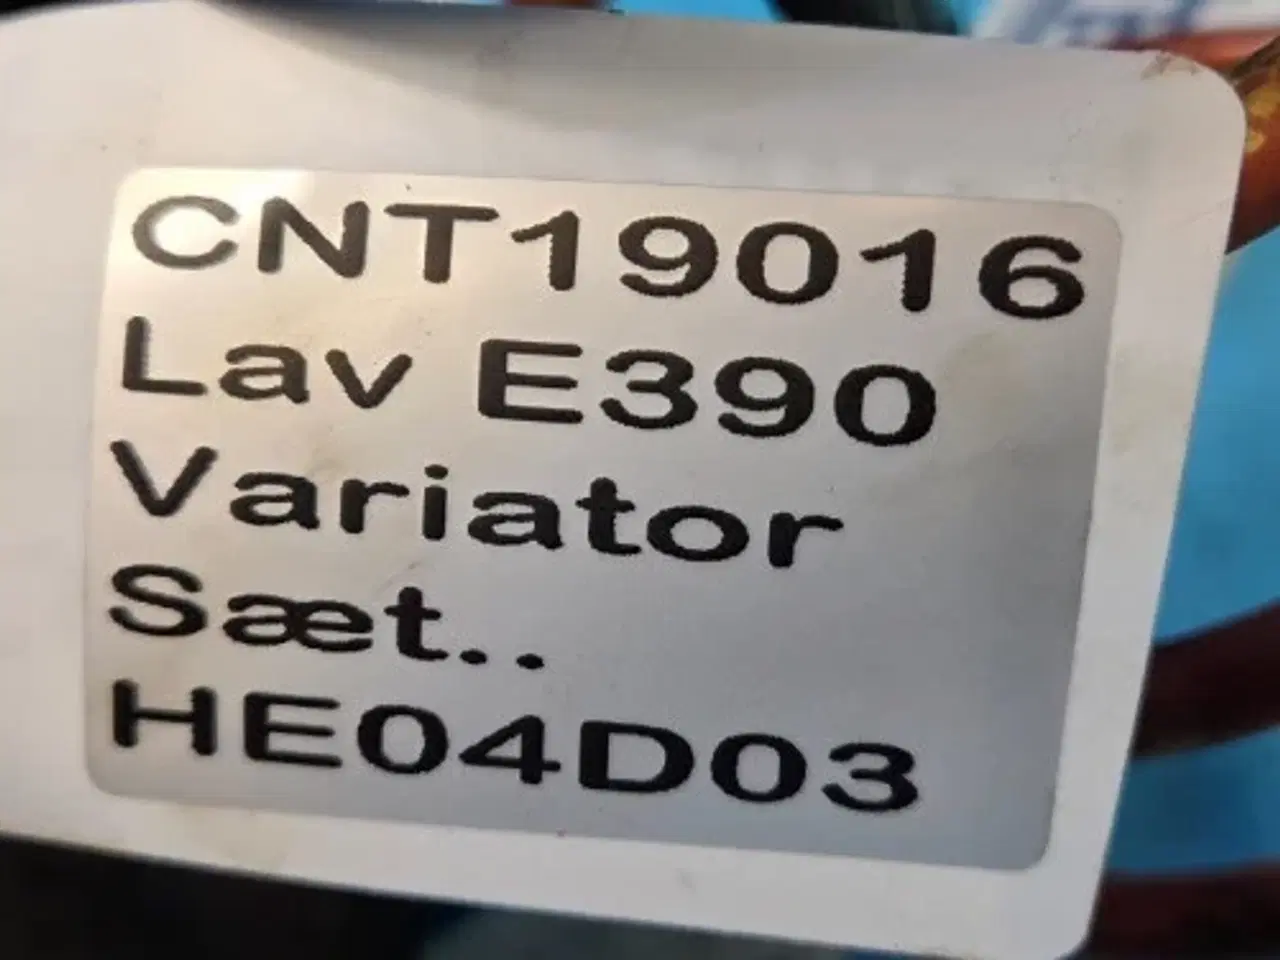 CNT19016
Lav E390
Variator
Sæt..
HE04D03